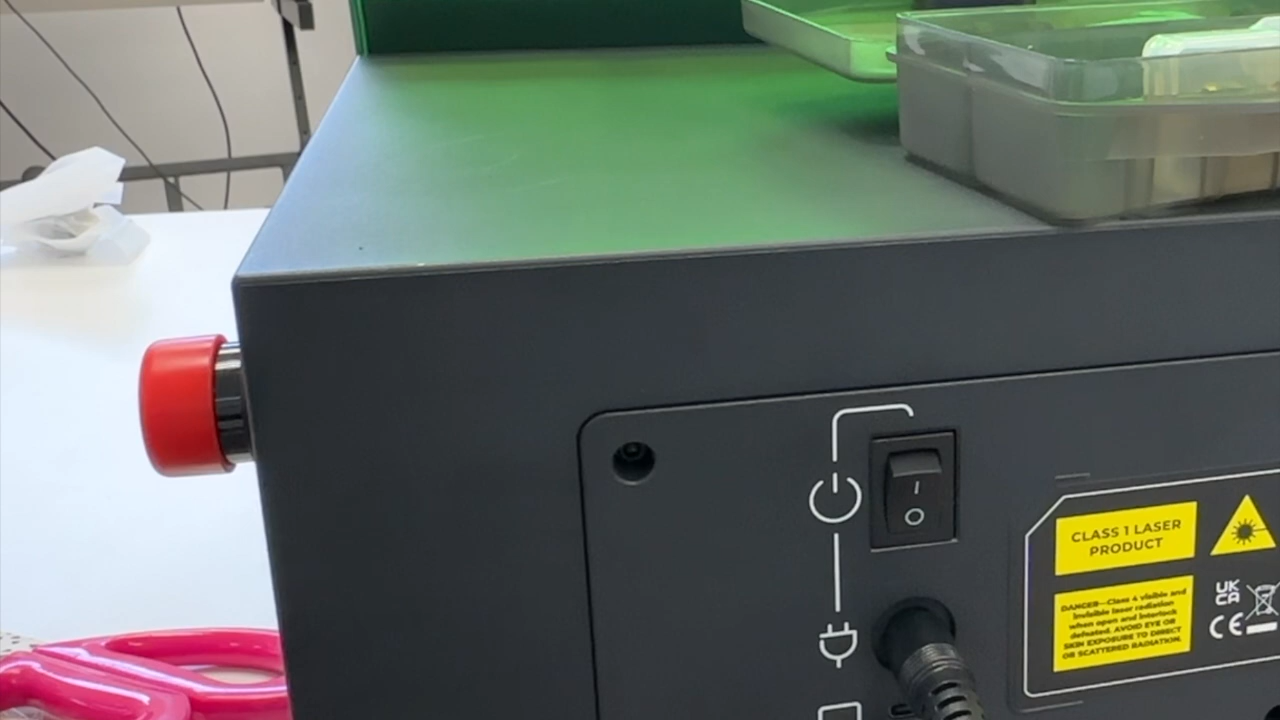 I
O
CLASS 1 LASER
PRODUCT
DANGER—Class 4 visible and
invisible laser radiation
when open and interlock
defeated. AVOID EYE OR
SKIN EXPOSURE TO DIRECT
OR SCATTERED RADIATION.
UK
CA
CE